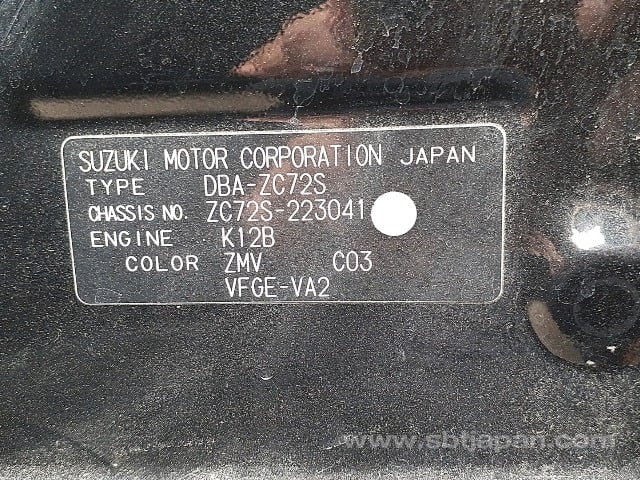 SUZUKI MOTOR CORPORATION JAPAN
TYPE DBA-ZC72S
CHASSIS NO. ZC72S-223041
ENGINE K12B
COLOR ZMV C03
VFGE-VA2
www.sbtjapan.com